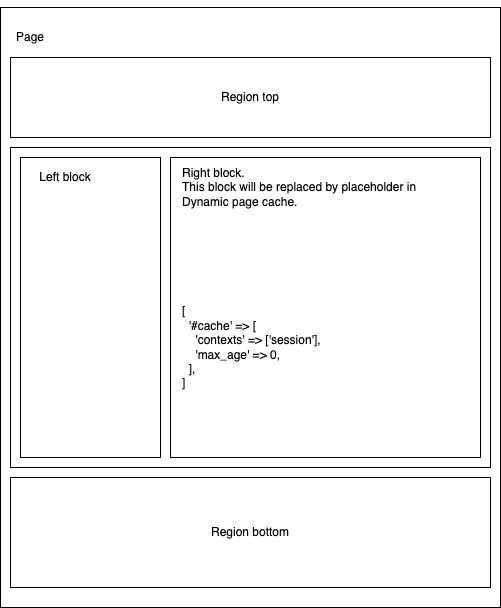 Page
Region top
Left block
Right block.
This block will be replaced by placeholder in
Dynamic page cache.
[
'#cache' => [
'contexts' => ['session'],
'max_age' => 0,
],
]
Region bottom